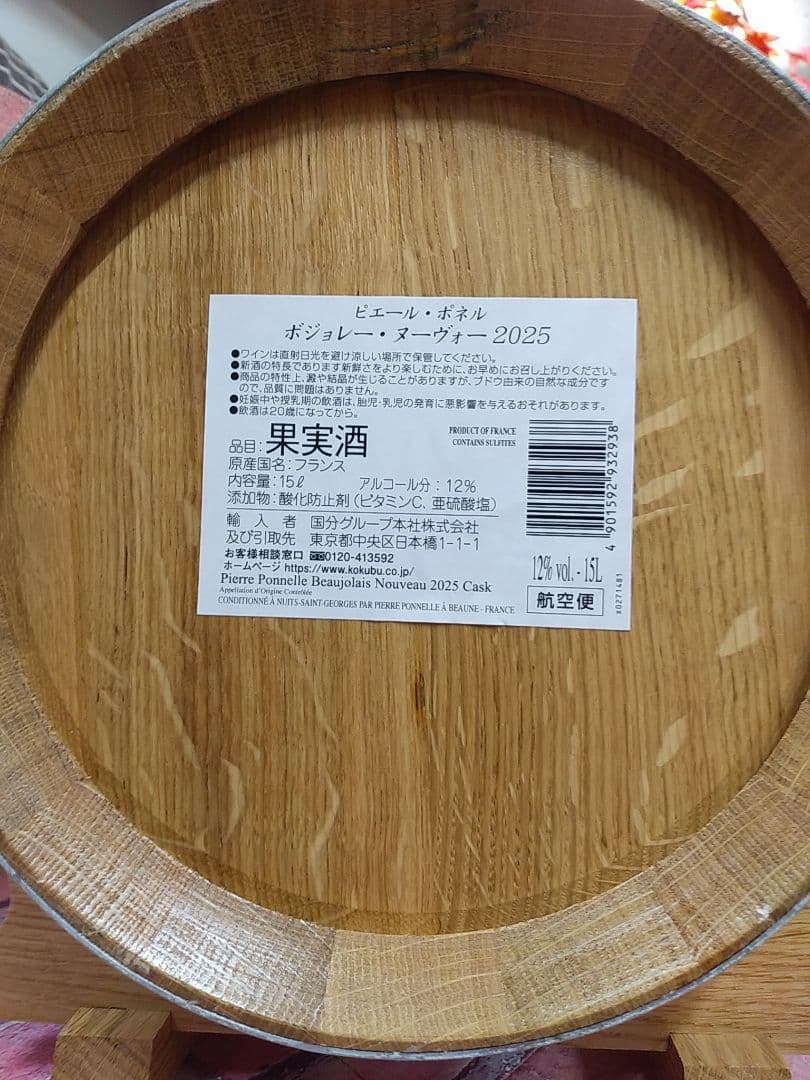 ピエール・ポネル
ボジョレー・ヌーヴォー 2025
●ワインは直射日光を避け涼しい場所で保管してください。
●新酒の特長であります新鮮さをより楽しむために、お早めにお召し上がりください。
●商品の特性上、澱や結晶が生じることがありますが、ブドウ由来の自然な成分です
ので、品質に問題はありません。
●妊娠中や授乳期の飲酒は、胎児・乳児の発育に悪影響を与えるおそれがあります。
●飲酒は20歳になってから。
品目：果実酒
PRODUCT OF FRANCE
CONTAINS SULFITES
原産国名：フランス
内容量：15ℓ アルコール分：12%
添加物：酸化防止剤（ビタミンC、亜硫酸塩）
輸入者 国分グループ本社株式会社
及び引取先 東京都中央区日本橋1-1-1
お客様相談窓口 0120-413592
ホームページ https://www.kokubu.co.jp/
Pierre Ponnelle Beaujolais Nouveau 2025 Cask
Appellation d'Origine Contrôlée
CONDITIONNÉ À NUITS-SAINT-GEORGES PAR PIERRE PONNELLE À BEAUNE - FRANCE
4 901592 932938
12% vol. - 15L
航空便
x0271481